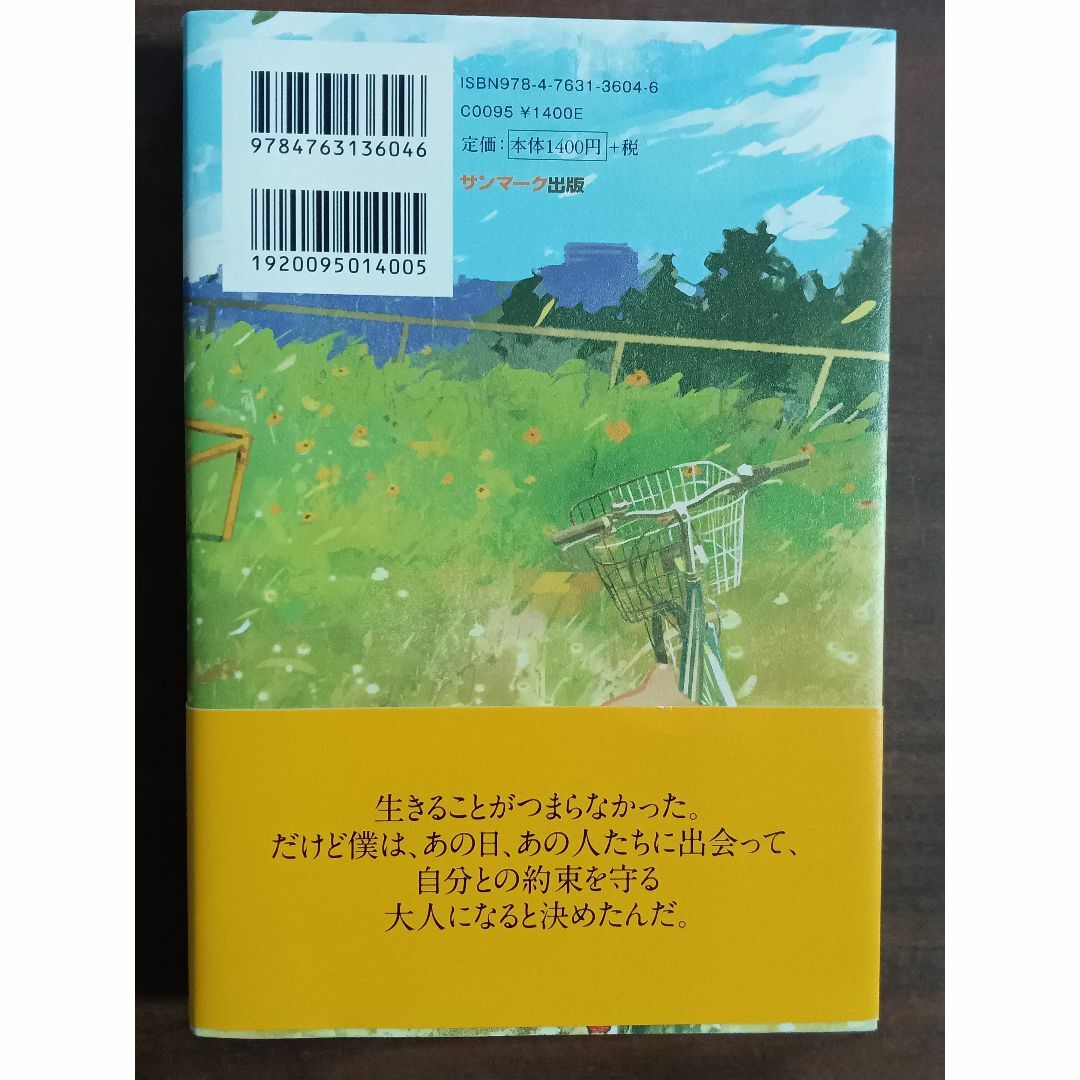 9784763136046
1920095014005
ISBN978-4-7631-3604-6
C0095 ¥1400E
定価：本体1400円+税
サンマーク出版
生きることがつまらなかった。
だけど僕は、あの日、あの人たちに出会って、
自分との約束を守る
大人になると決めたんだ。